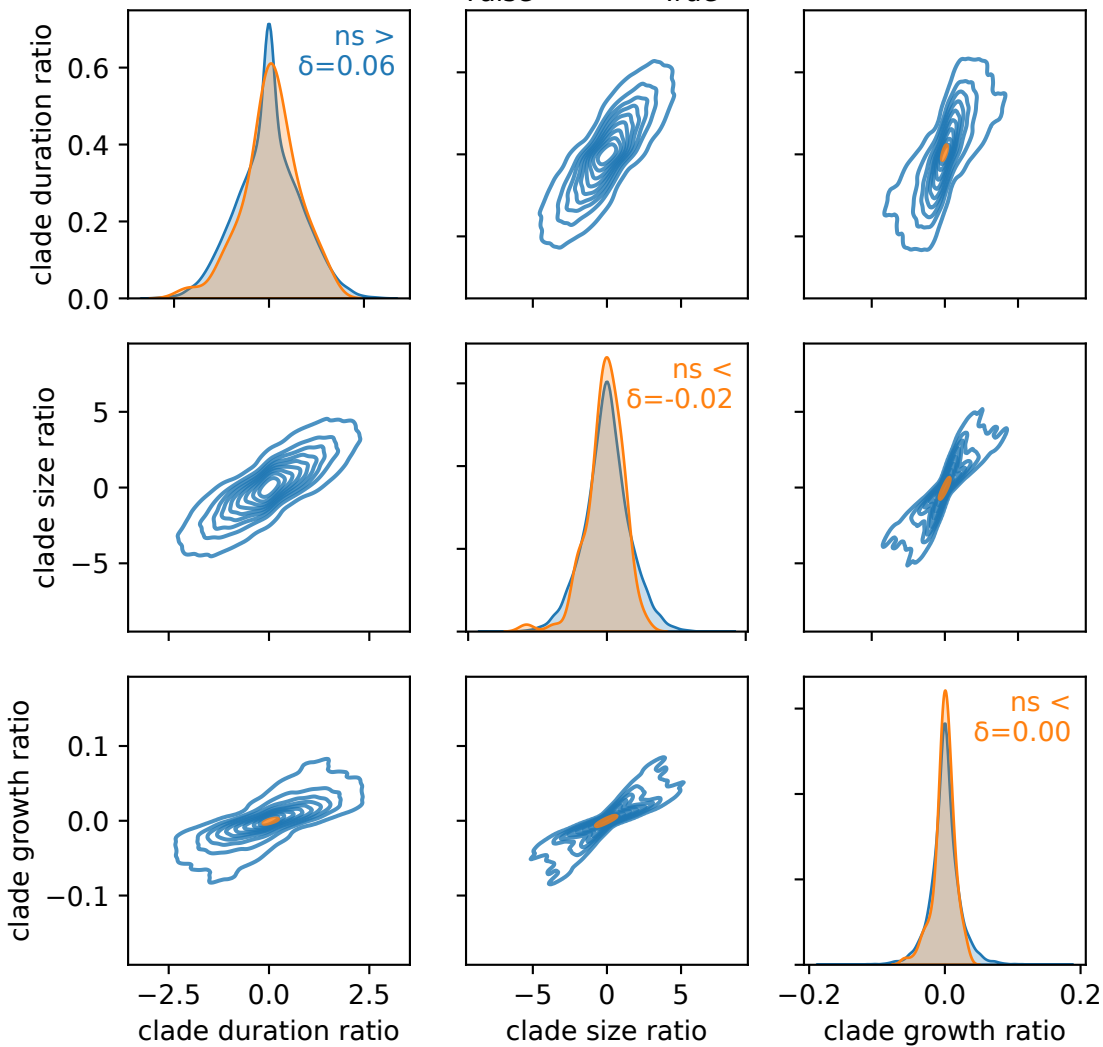 clade duration ratio
0.6
0.4
0.2
0.0
ns >
δ=0.06
clade size ratio
5
0
−5
ns <
δ=-0.02
clade growth ratio
0.1
0.0
−0.1
ns <
δ=0.00
−2.5 0.0 2.5
clade duration ratio
−5 0 5
clade size ratio
−0.2 0.0 0.2
clade growth ratio